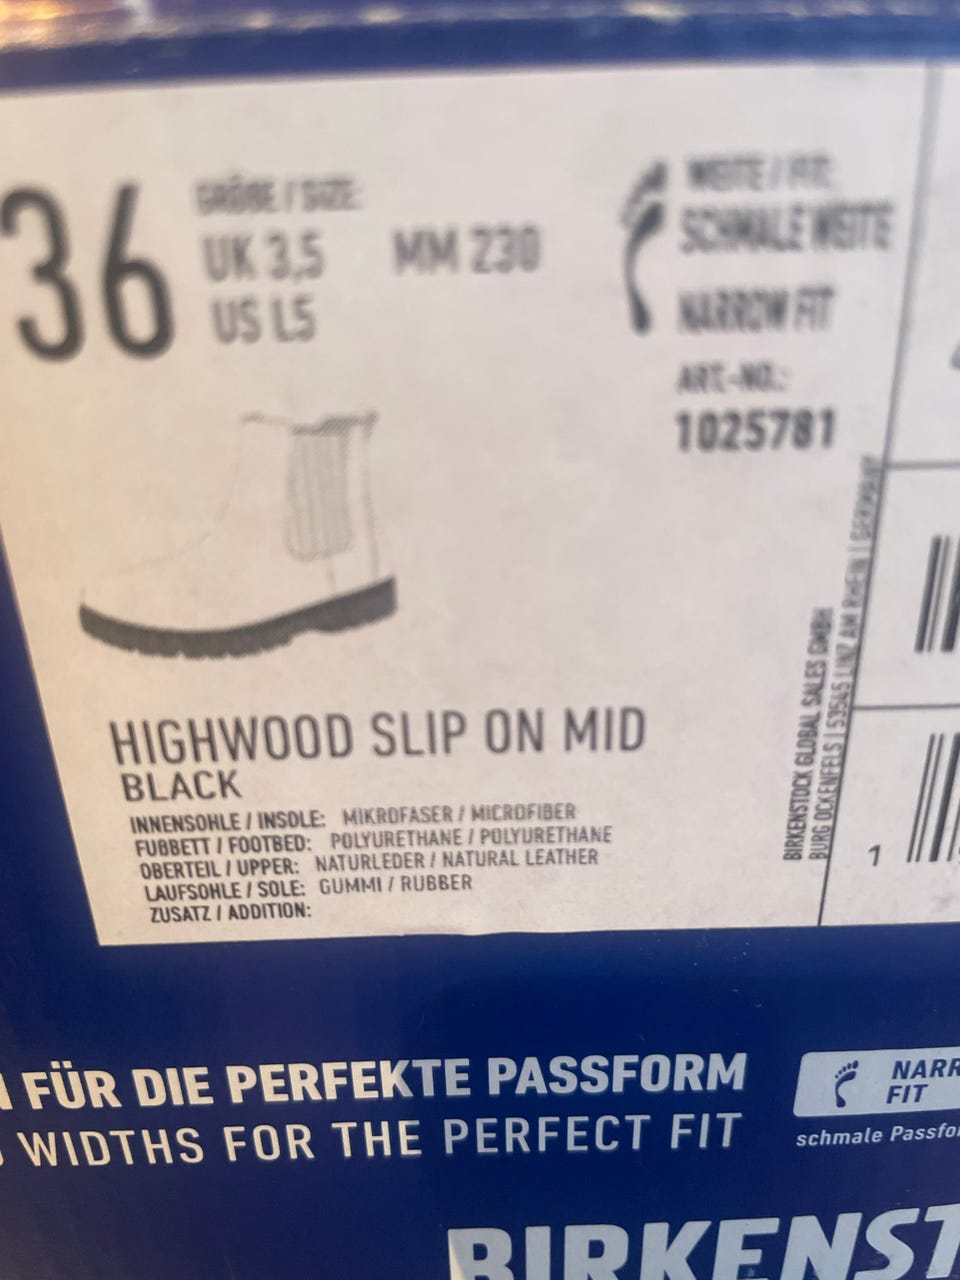 36
GRÖßE / SIZE:
UK 3,5
MM 230
US L5
WEITE / FIT:
SCHMALE WEITE
NARROW FIT
ART.-NO.:
1025781
HIGHWOOD SLIP ON MID
BLACK
INNENSOHLE / INSOLE: MIKROFASER / MICROFIBER
FUßBETT / FOOTBED: POLYURETHANE / POLYURETHANE
OBERTEIL / UPPER: NATURLEDER / NATURAL LEATHER
LAUFSOHLE / SOLE: GUMMI / RUBBER
ZUSATZ / ADDITION:
BIRKENSTOCK GLOBAL SALES GMBH
BURG OCKENFELS | 53545 LINZ AM RHEIN | GERMANY
1
FÜR DIE PERFEKTE PASSFORM
WIDTHS FOR THE PERFECT FIT
NARR
FIT
schmale Passfo
BIRKENST